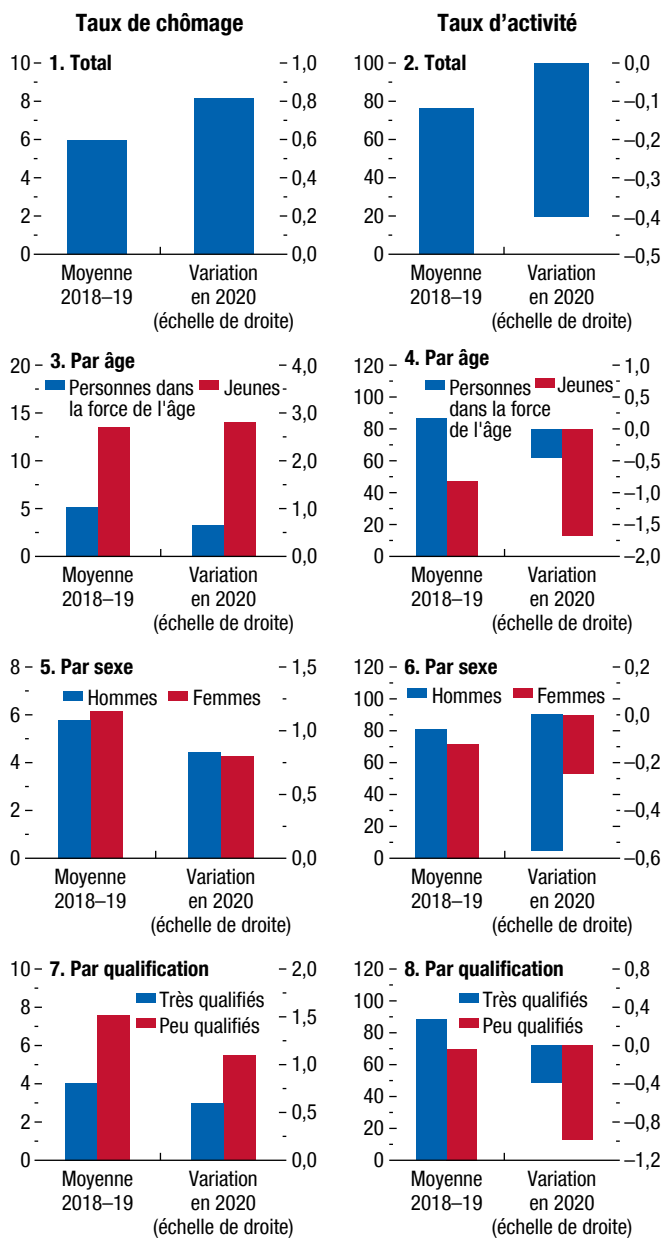 Taux de chômage
Taux d’activité
1. Total
10
8
6
4
2
0
1,0
0,8
0,6
0,4
0,2
0,0
Moyenne
2018–19
Variation
en 2020
(échelle de droite)
2. Total
100
80
60
40
20
0
0,0
–0,1
–0,2
–0,3
–0,4
–0,5
Moyenne
2018–19
Variation
en 2020
(échelle de droite)
3. Par âge
Personnes dans
la force de l'âge
Jeunes
20
15
10
5
0
4,0
3,0
2,0
1,0
0,0
Moyenne
2018–19
Variation
en 2020
(échelle de droite)
4. Par âge
Personnes
dans la force
de l'âge
Jeunes
120
100
80
60
40
20
0
1,0
0,5
0,0
–0,5
–1,0
–1,5
–2,0
Moyenne
2018–19
Variation
en 2020
(échelle de droite)
5. Par sexe
Hommes
Femmes
8
6
4
2
0
1,5
1,0
0,5
0,0
Moyenne
2018–19
Variation
en 2020
(échelle de droite)
6. Par sexe
Hommes
Femmes
120
100
80
60
40
20
0
0,2
0,0
–0,2
–0,4
–0,6
Moyenne
2018–19
Variation
en 2020
(échelle de droite)
7. Par qualification
Très qualifiés
Peu qualifiés
10
8
6
4
2
0
2,0
1,5
1,0
0,5
0,0
Moyenne
2018–19
Variation
en 2020
(échelle de droite)
8. Par qualification
Très qualifiés
Peu qualifiés
120
100
80
60
40
20
0
0,8
0,4
0,0
–0,4
–0,8
–1,2
Moyenne
2018–19
Variation
en 2020
(échelle de droite)